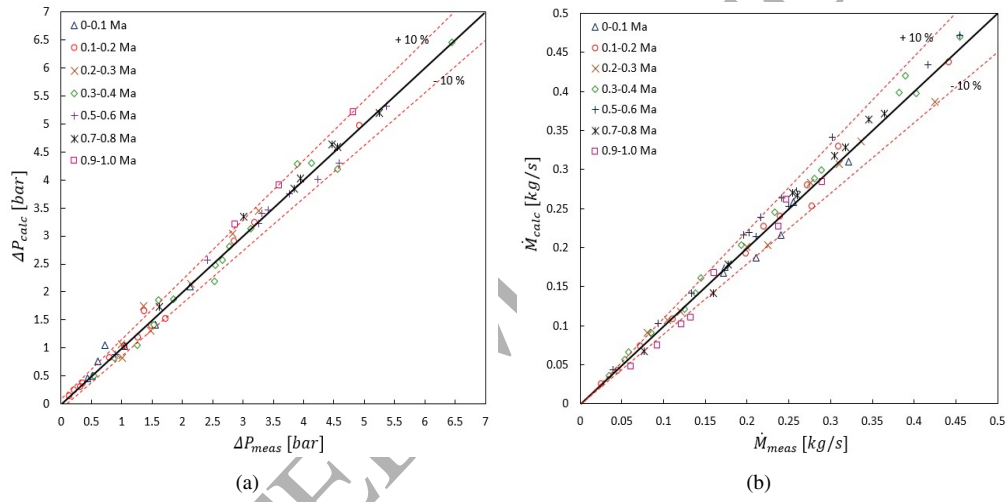 7
6.5
6
5.5
5
4.5
4
3.5
3
2.5
2
1.5
1
0.5
0
ΔP_calc [bar]
0-0.1 Ma
0.1-0.2 Ma
0.2-0.3 Ma
0.3-0.4 Ma
0.5-0.6 Ma
0.7-0.8 Ma
0.9-1.0 Ma
+ 10 %
-10 %
0 0.5 1 1.5 2 2.5 3 3.5 4 4.5 5 5.5 6 6.5 7
ΔP_meas [bar]
(a)
0.5
0.45
0.4
0.35
0.3
0.25
0.2
0.15
0.1
0.05
0
Ṁ_calc [kg/s]
0-0.1 Ma
0.1-0.2 Ma
0.2-0.3 Ma
0.3-0.4 Ma
0.5-0.6 Ma
0.7-0.8 Ma
0.9-1.0 Ma
+ 10 %
-10 %
0 0.05 0.1 0.15 0.2 0.25 0.3 0.35 0.4 0.45 0.5
Ṁ_meas [kg/s]
(b)